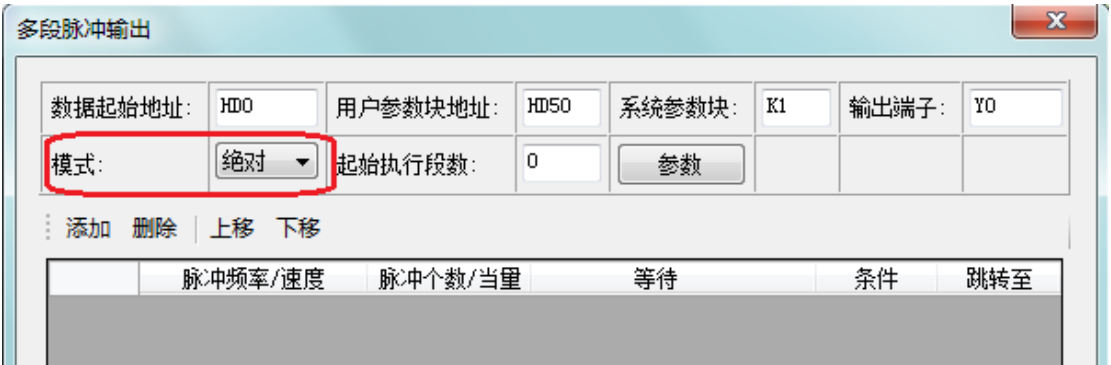 多段脉冲输出
数据起始地址: HD0 用户参数块地址: HD50 系统参数块: K1 输出端子: Y0
模式: 绝对 起始执行段数: 0 参数
添加 删除 上移 下移
脉冲频率/速度 脉冲个数/当量 等待 条件 跳转至